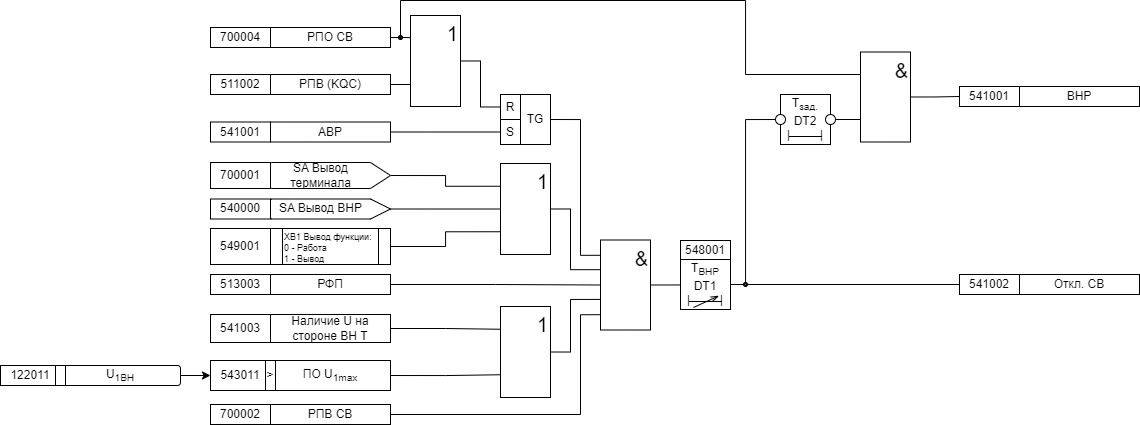 700004 РПО СВ
1
511002 РПВ (KQC)
541001 АВР
R
S
TG
700001 SA Вывод
терминала
540000 SA Вывод ВНР
549001 XB1 Вывод функции:
0 - Работа
1 - Вывод
1
513003 РФП
541003 Наличие U на
стороне ВН Т
1
122011 U1ВН
543011 > ПО U1max
700002 РПВ СВ
&
548001
TВНР
DT1
Tзад.
DT2
&
541001 ВНР
541002 Откл. СВ